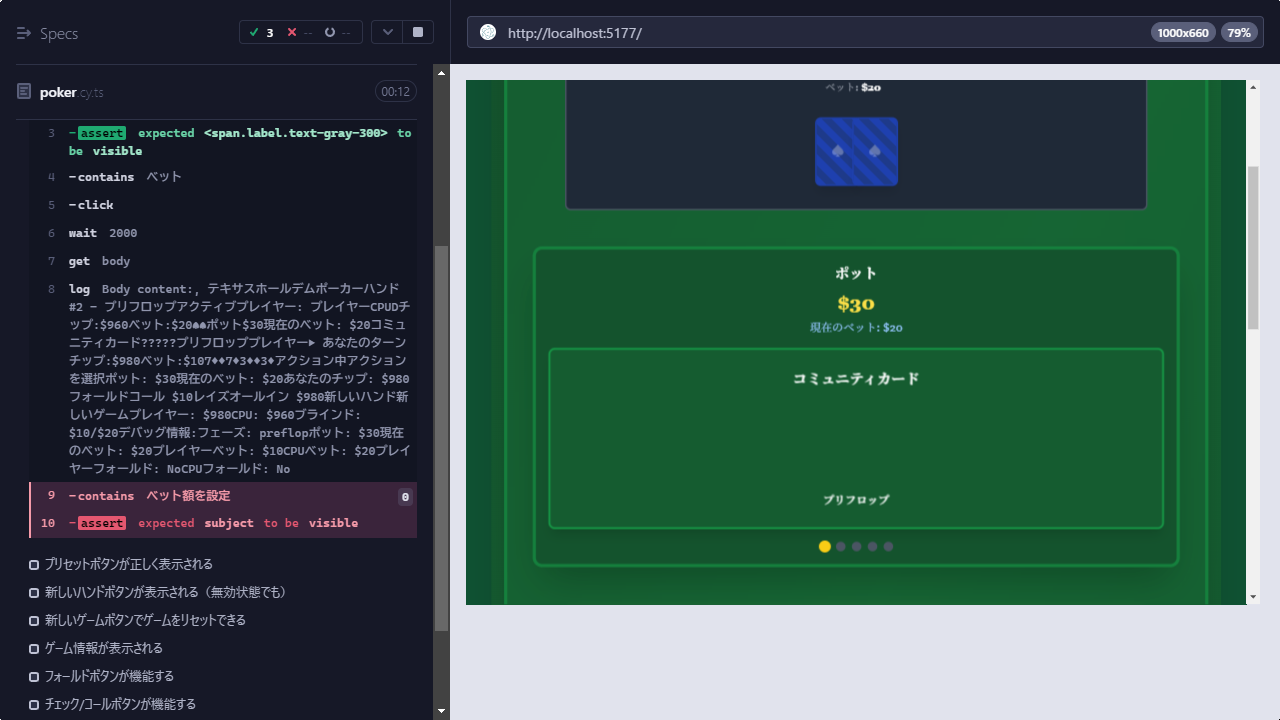 Specs
3
--
--
poker.cy.ts
00:12
3 -assert expected <span.label.text-gray-300> to
be visible
4 -contains ベット
5 -click
6 wait 2000
7 get body
8 log Body content:, テキサスホールデムポーカーハンド
#2 - プリフロップアクティブプレイヤー: プレイヤーCPUDチ
ップ:$960ベット:$20♠♠ポット$30現在のベット: $20コミュ
ニティカード?????プリフロッププレイヤー▶ あなたのターン
チップ:$980ベット:$107♦♦7♦3♦♦3♦アクション中アクション
を選択ポット: $30現在のベット: $20あなたのチップ: $980
フォールドコール $10レイズオールイン $980新しいハンド新
しいゲームプレイヤー: $980CPU: $960ブラインド:
$10/$20デバッグ情報:フェーズ: preflopポット: $30現在
のベット: $20プレイヤーベット: $10CPUベット: $20プレイ
ヤーフォールド: NoCPUフォールド: No
9 -contains ベット額を設定 0
10 -assert expected subject to be visible
プリセットボタンが正しく表示される
新しいハンドボタンが表示される（無効状態でも）
新しいゲームボタンでゲームをリセットできる
ゲーム情報が表示される
フォールドボタンが機能する
チェック/コールボタンが機能する
http://localhost:5177/
1000x660
79%
ベット: $20
ポット
$30
現在のベット: $20
コミュニティカード
プリフロップ